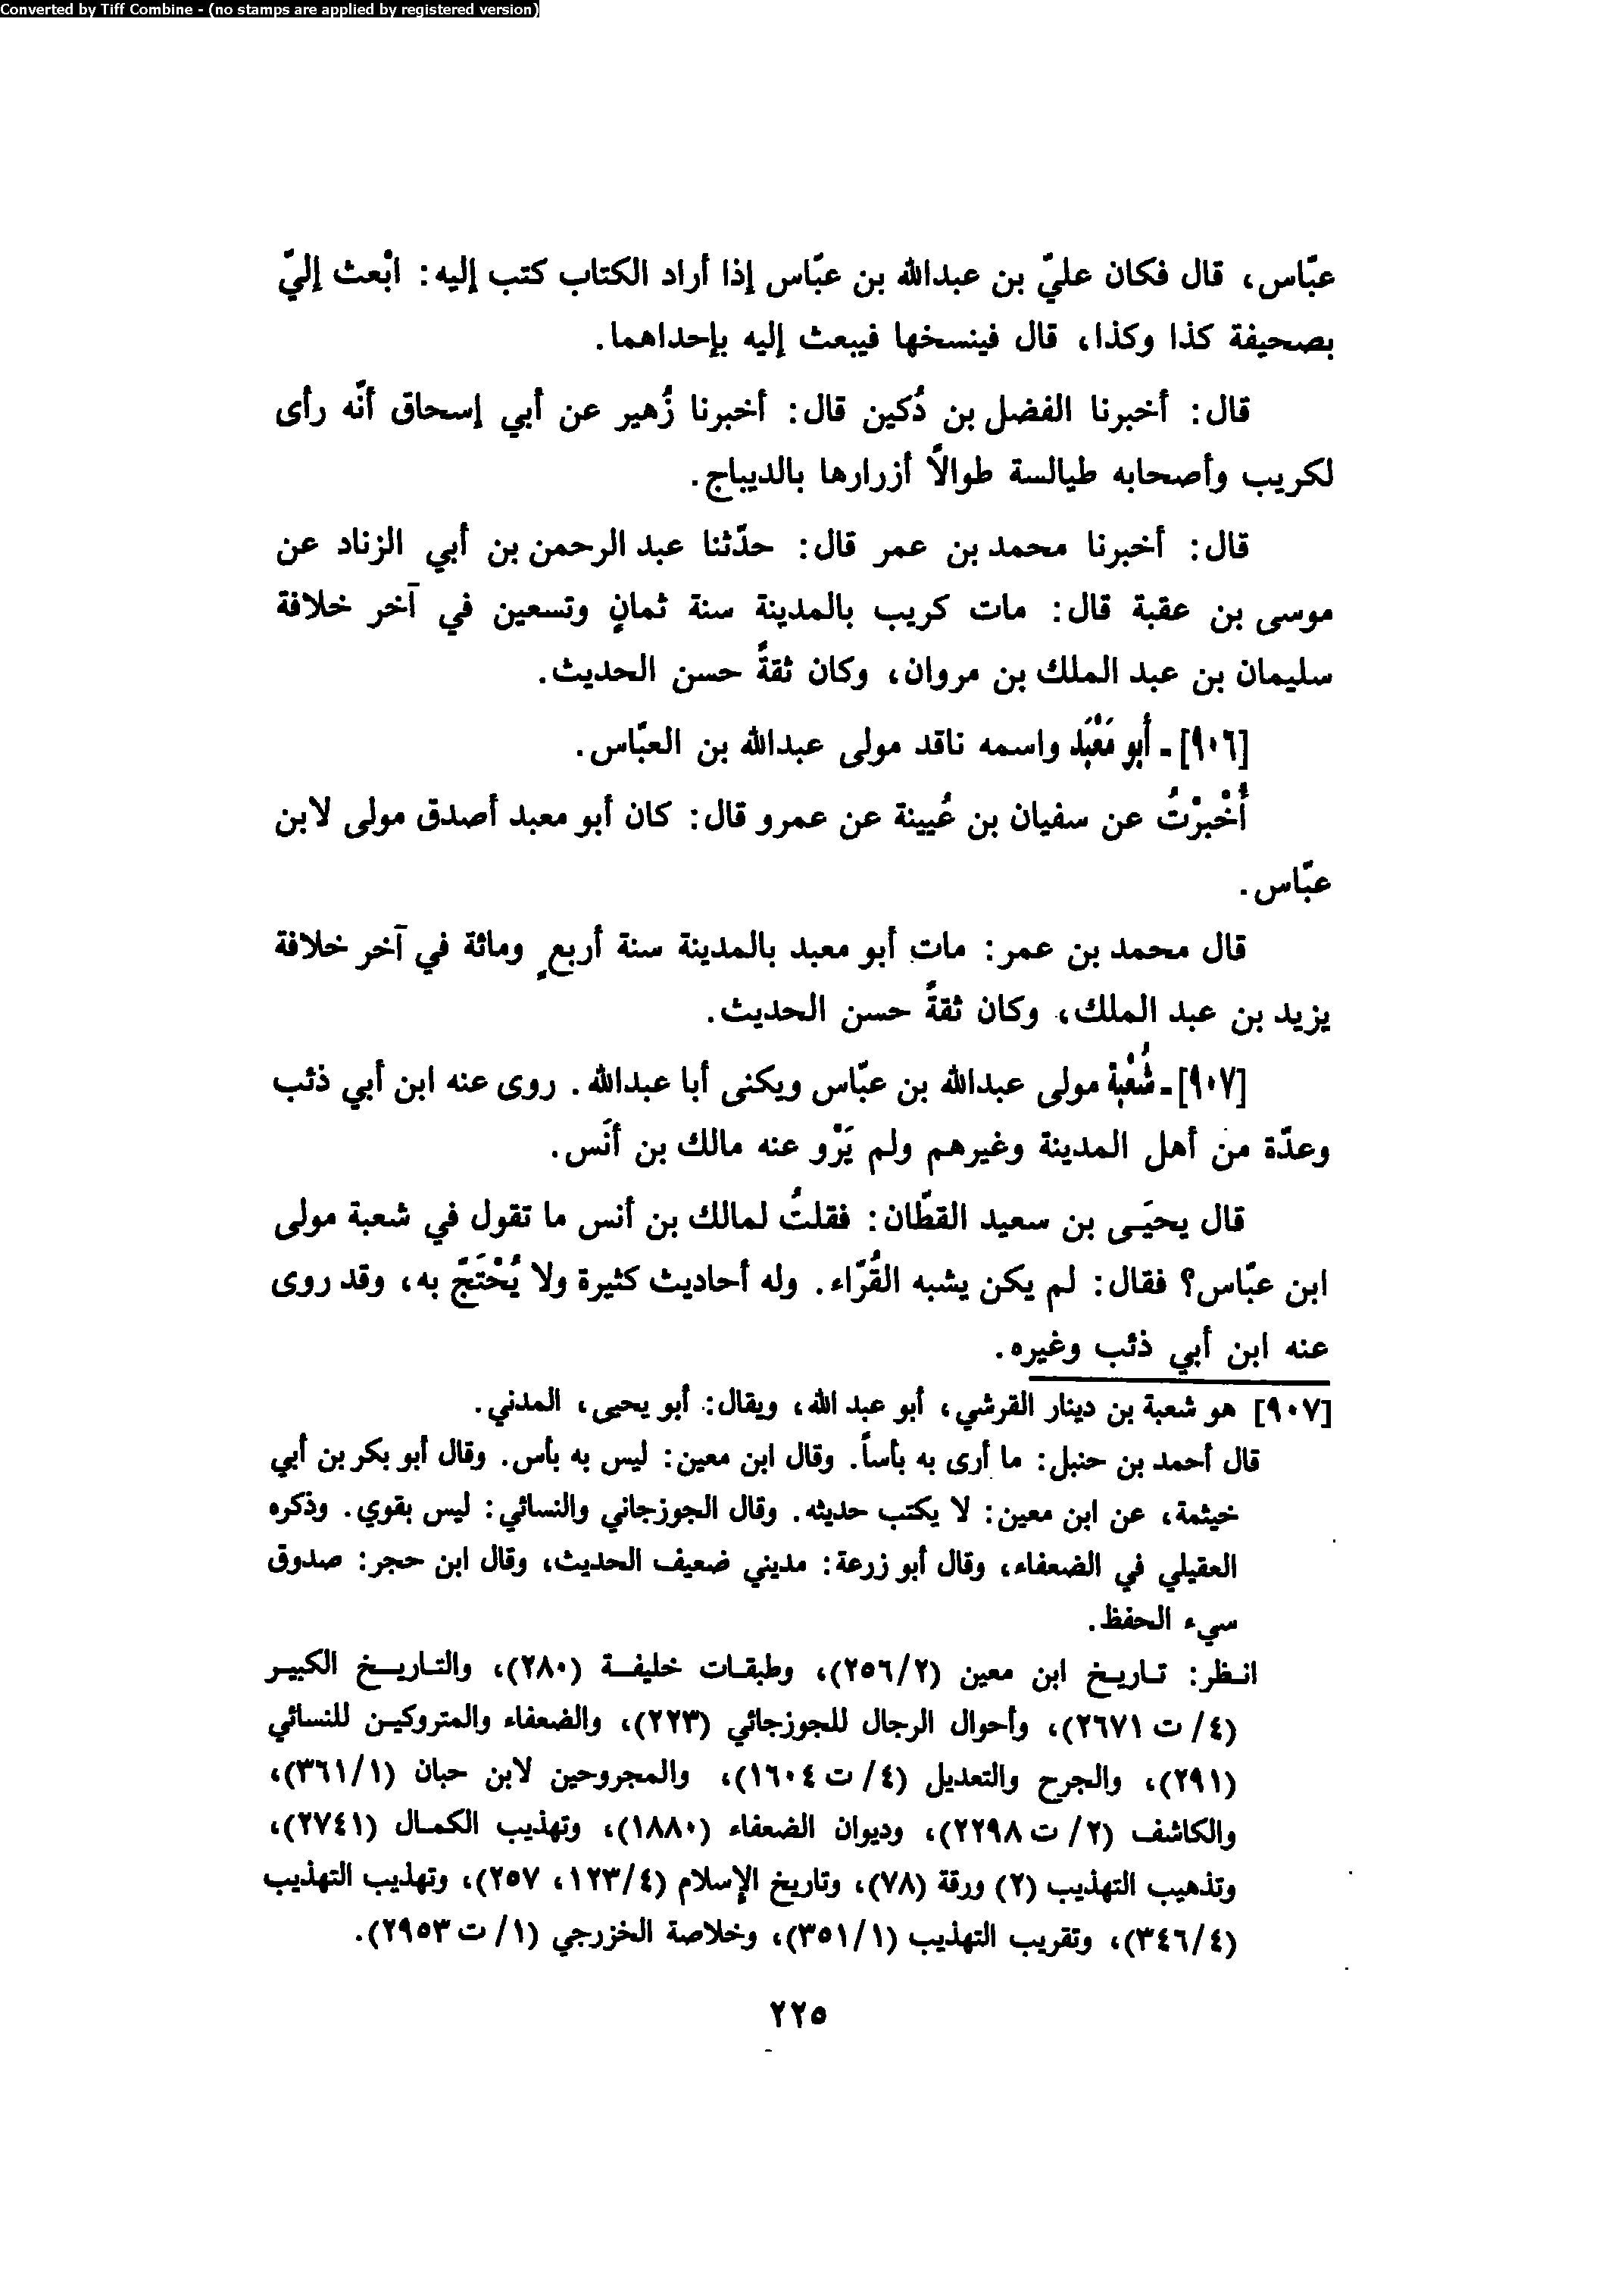 Converted by Tiff Combine - (no stamps are applied by registered version)
عبّاس، قال فكان عليّ بن عبدالله بن عبّاس إذا أراد الكتاب كتب إليه: ابْعث إليّ
بصحيفة كذا وكذا، قال فينسخها فيبعث إليه بإحداهما.
قال: أخبرنا الفضل بن دُكين قال: أخبرنا زُهير عن أبي إسحاق أنّه رأى
لكريب وأصحابه طيالسة طوالاً أزرارها بالديباج.
قال: أخبرنا محمد بن عمر قال: حدّثنا عبد الرحمن بن أبي الزناد عن
موسى بن عقبة قال: مات كريب بالمدينة سنة ثمانٍ وتسعين في آخر خلافة
سليمان بن عبد الملك بن مروان، وكان ثقةً حسن الحديث.
[٩٠٦]ـ أَبو مَعْبَد واسمه ناقد مولى عبدالله بن العبّاس.
أُخْبِرْتُ عن سفيان بن عُيينة عن عمرو قال: كان أبو معبد أصدق مولى لابن
عبّاس.
قال محمد بن عمر: مات أبو معبد بالمدينة سنة أربعٍ ومائة في آخر خلافة
يزيد بن عبد الملك، وكان ثقةً حسن الحديث.
[٩٠٧]ـ شُعْبَة مولى عبدالله بن عبّاس ويكنى أبا عبدالله. روى عنه ابن أبي ذئب
وعدّة من أهل المدينة وغيرهم ولم يَرْوِ عنه مالك بن أنَس.
قال يحيَـى بن سعيد القطّان: فقلتُ لمالك بن أنس ما تقول في شعبة مولى
ابن عبّاس؟ فقال: لم يكن يشبه القُرّاء. وله أحاديث كثيرة ولا يُحْتَجّ به، وقد روى
عنه ابن أبي ذئب وغيره.
[٩٠٧] هو شعبة بن دينار القرشي، أبو عبد الله، ويقال: أبو يحيى، المدني.
قال أحمد بن حنبل: ما أرى به بأساً. وقال ابن معين: ليس به بأس. وقال أبو بكر بن أبي
خيثمة، عن ابن معين: لا يكتب حديثه. وقال الجوزجاني والنسائي: ليس بقوي. وذكره
العقيلي في الضعفاء، وقال أبو زرعة: مديني ضعيف الحديث، وقال ابن حجر: صدوق
سيء الحفظ.
انـظر: تـاريـخ ابن معين (٢٥٦/٢)، وطبقـات خليفـة (٢٨٠)، والتـاريـخ الكبيـر
(٤/ ت ٢٦٧١)، وأحوال الرجال للجوزجائي (٢٢٣)، والضعفاء والمتروكيـن للنسائي
(٢٩١)، والجرح والتعديل (٤/ ت ١٦٠٤)، والمجروحين لابن حبان (٣٦١/١)،
والكاشف (٢/ ت ٢٢٩٨)، وديوان الضعفاء (١٨٨٠)، وتهذيب الكمـال (٢٧٤١)،
وتذهيب التهذيب (٢) ورقة (٧٨)، وتاريخ الإسلام (١٢٣/٤، ٢٥٧)، وتهذيب التهذيب
(٣٤٦/٤)، وتقريب التهذيب (٣٥١/١)، وخلاصة الخزرجي (١/ ت ٢٩٥٣).
٢٢٥